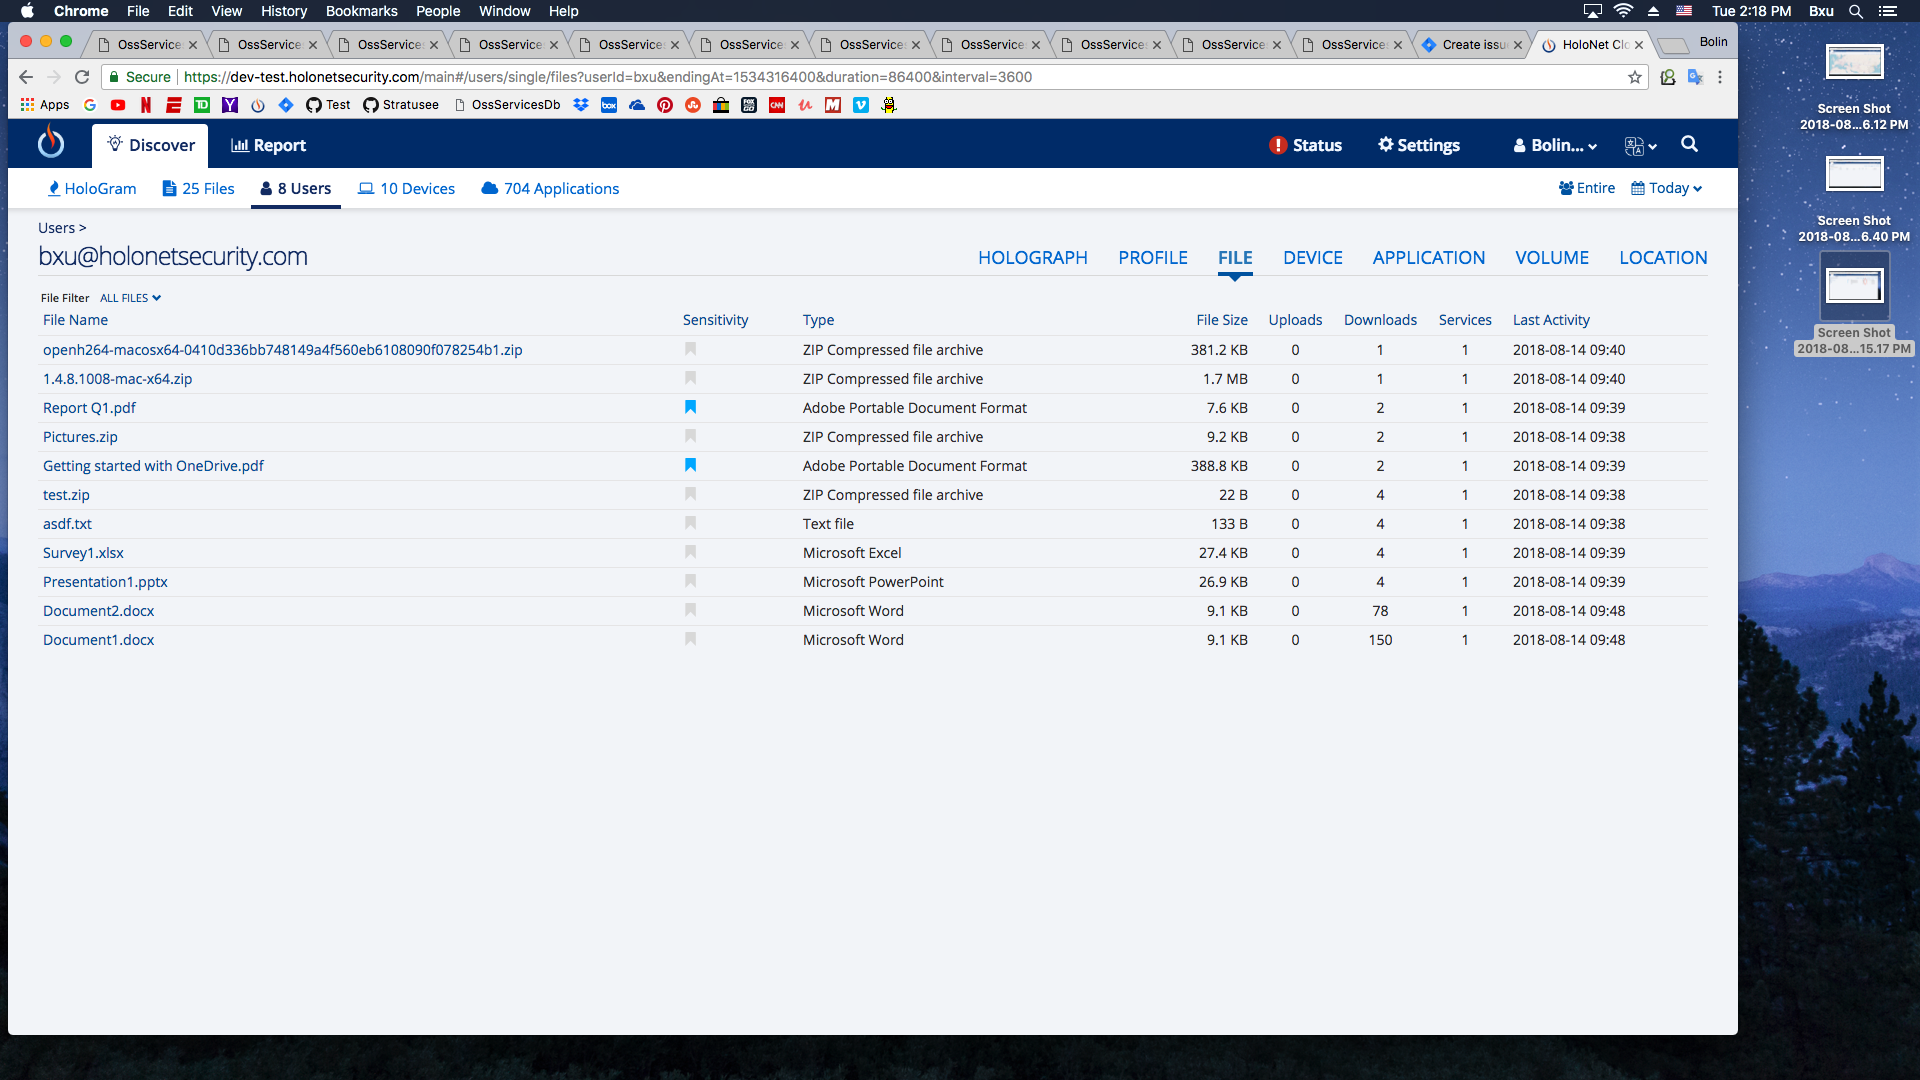 Chrome File Edit View History Bookmarks People Window Help Tue 2:18 PM Bxu
OssService: OssService: OssService: OssService: OssService: OssService: OssService: OssService: OssService: OssService: OssService: Create issu HoloNet Clo Bolin
Secure https://dev-test.holonetsecurity.com/main#/users/single/files?userId=bxu&endingAt=1534316400&duration=86400&interval=3600
Apps Test Stratusee OssServicesDb
Discover Report Status Settings Bolin...
HoloGram 25 Files 8 Users 10 Devices 704 Applications Entire Today
Users >
bxu@holonetsecurity.com HOLOGRAPH PROFILE FILE DEVICE APPLICATION VOLUME LOCATION
File Filter ALL FILES
File Name Sensitivity Type File Size Uploads Downloads Services Last Activity
openh264-macosx64-0410d336bb748149a4f560eb6108090f078254b1.zip ZIP Compressed file archive 381.2 KB 0 1 1 2018-08-14 09:40
1.4.8.1008-mac-x64.zip ZIP Compressed file archive 1.7 MB 0 1 1 2018-08-14 09:40
Report Q1.pdf Adobe Portable Document Format 7.6 KB 0 2 1 2018-08-14 09:39
Pictures.zip ZIP Compressed file archive 9.2 KB 0 2 1 2018-08-14 09:38
Getting started with OneDrive.pdf Adobe Portable Document Format 388.8 KB 0 2 1 2018-08-14 09:39
test.zip ZIP Compressed file archive 22 B 0 4 1 2018-08-14 09:38
asdf.txt Text file 133 B 0 4 1 2018-08-14 09:38
Survey1.xlsx Microsoft Excel 27.4 KB 0 4 1 2018-08-14 09:39
Presentation1.pptx Microsoft PowerPoint 26.9 KB 0 4 1 2018-08-14 09:39
Document2.docx Microsoft Word 9.1 KB 0 78 1 2018-08-14 09:48
Document1.docx Microsoft Word 9.1 KB 0 150 1 2018-08-14 09:48
Screen Shot
2018-08...6.12 PM
Screen Shot
2018-08...6.40 PM
Screen Shot
2018-08...15.17 PM